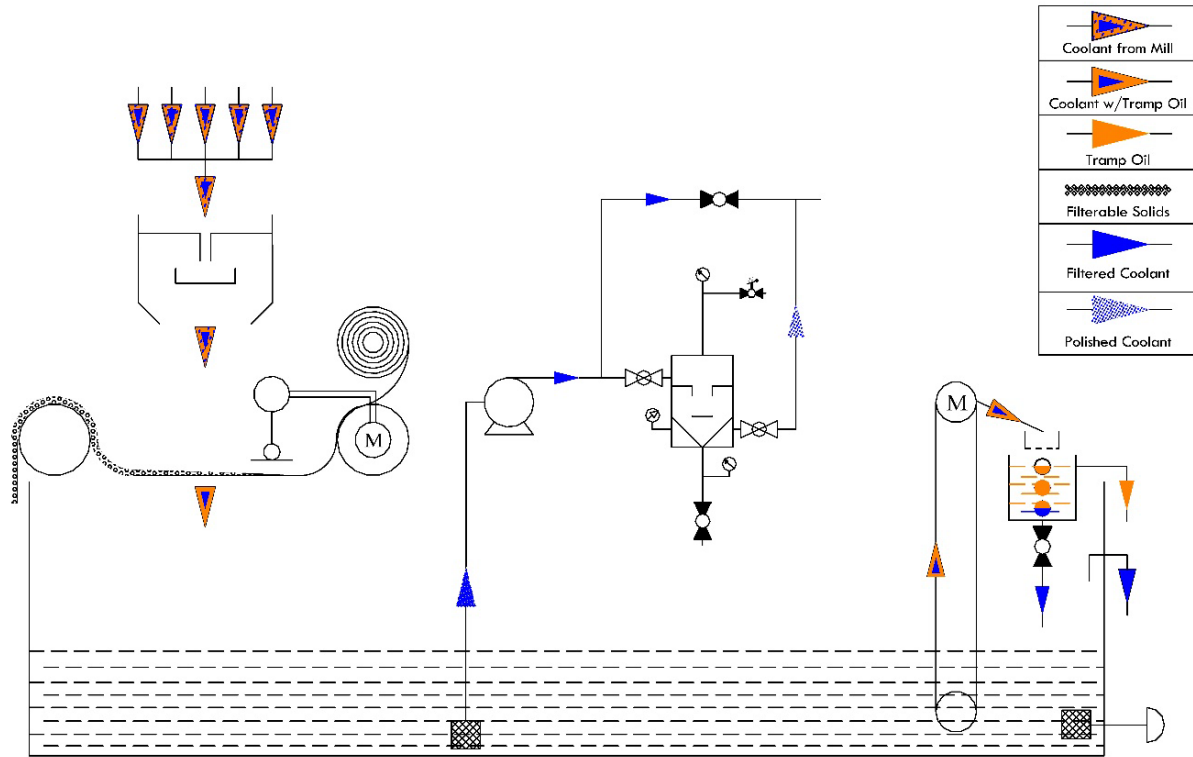 Coolant from Mill
Coolant w/Tramp Oil
Tramp Oil
Filterable Solids
Filtered Coolant
Polished Coolant
M
M